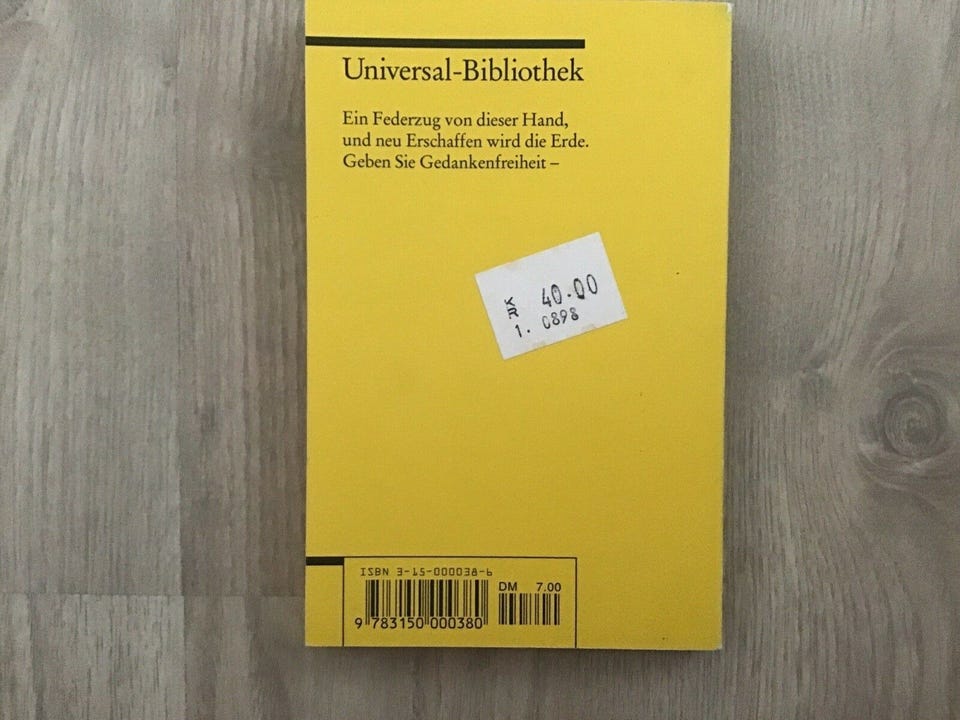 Universal-Bibliothek
Ein Federzug von dieser Hand,
und neu Erschaffen wird die Erde.
Geben Sie Gedankenfreiheit –
KR 40.00
1. 0898
ISBN 3-15-000038-6
DM 7.00
9 783150 000380